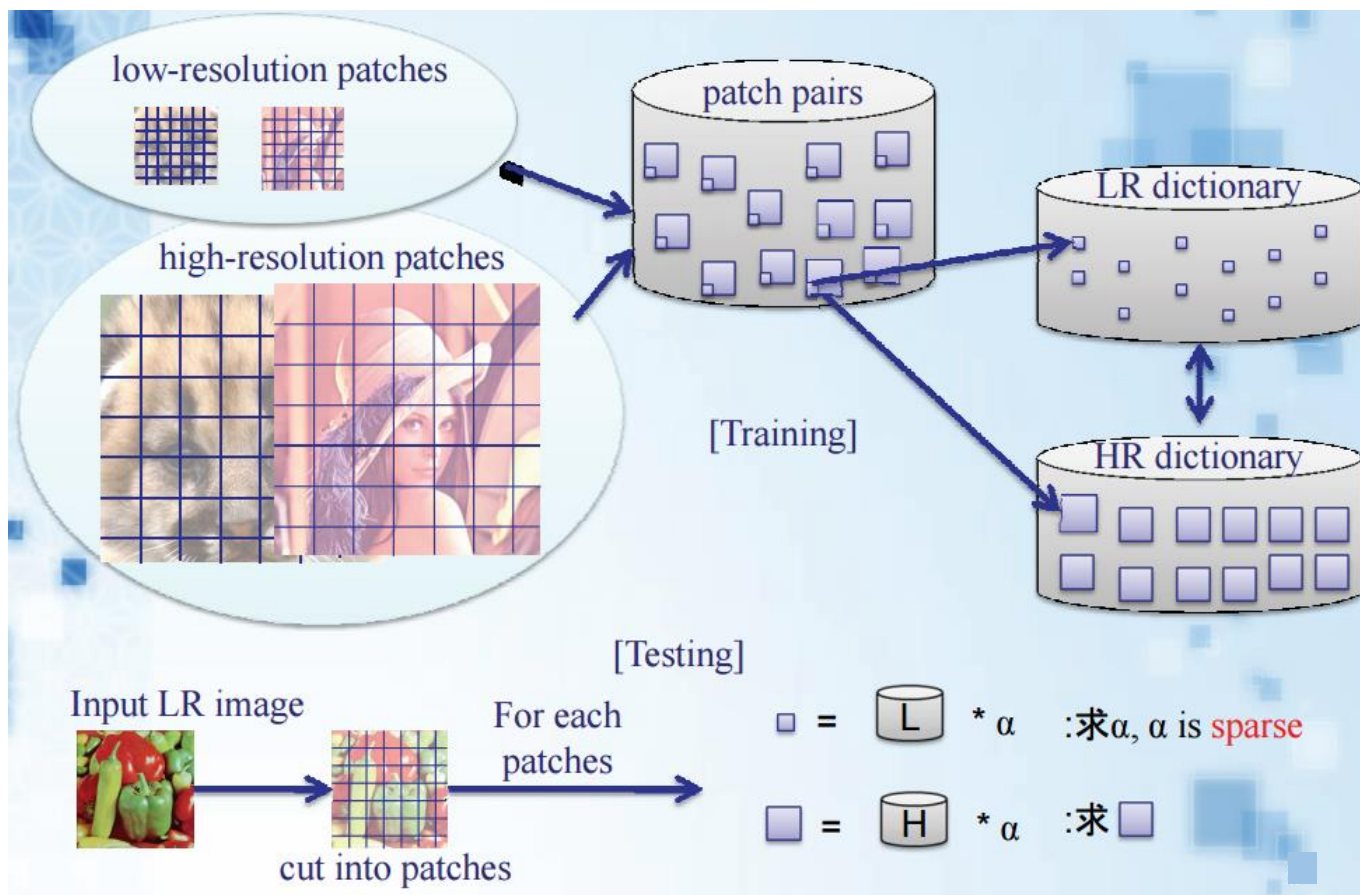 low-resolution patches
patch pairs
LR dictionary
high-resolution patches
[Training]
HR dictionary
[Testing]
Input LR image
For each
patches
cut into patches
= L * α :求α, α is sparse
= H * α :求